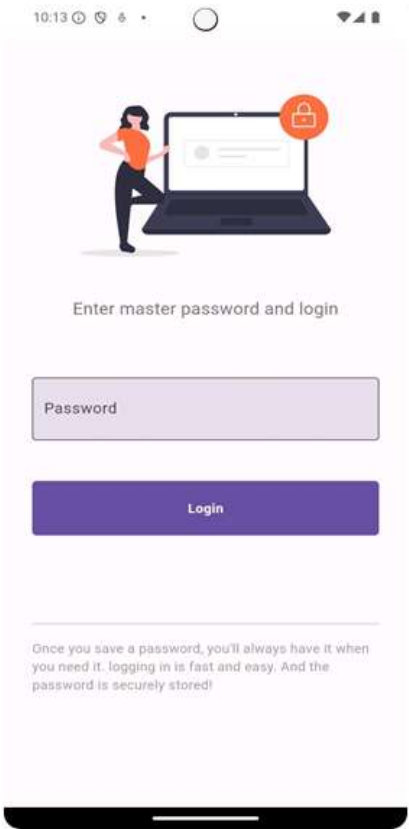 10:13
Enter master password and login
Password
Login
Once you save a password, you'll always have it when
you need it. logging in is fast and easy. And the
password is securely stored!